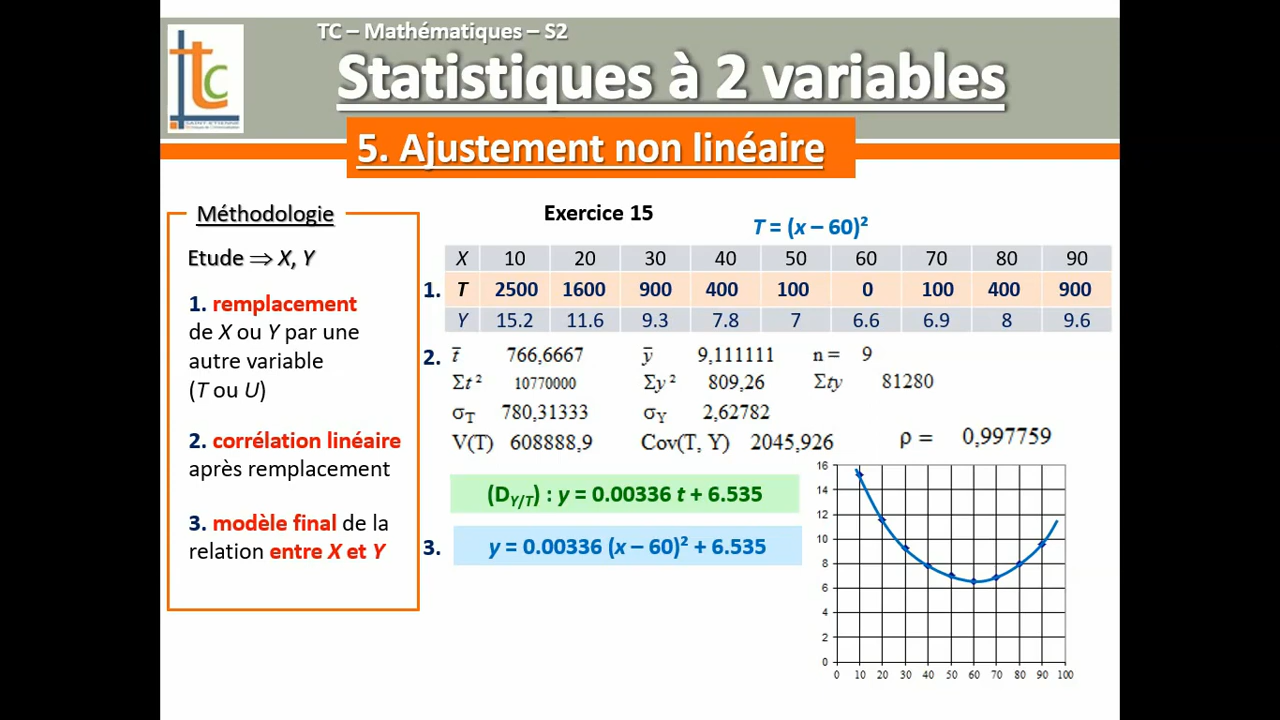 TC – Mathématiques – S2
Statistiques à 2 variables
5. Ajustement non linéaire
tc
SAINT-ETIENNE
Méthodologie
Etude ⇒ X, Y
1. remplacement
de X ou Y par une
autre variable
(T ou U)
2. corrélation linéaire
après remplacement
3. modèle final de la
relation entre X et Y
Exercice 15
T = (x – 60)²
X 10 20 30 40 50 60 70 80 90
1. T 2500 1600 900 400 100 0 100 400 900
Y 15.2 11.6 9.3 7.8 7 6.6 6.9 8 9.6
2. t̅ 766,6667 y̅ 9,111111 n = 9
Σt² 10770000 Σy² 809,26 Σty 81280
σT 780,31333 σY 2,62782
V(T) 608888,9 Cov(T, Y) 2045,926 ρ = 0,997759
(DY/T) : y = 0.00336 t + 6.535
3. y = 0.00336 (x – 60)² + 6.535
16
14
12
10
8
6
4
2
0
0 10 20 30 40 50 60 70 80 90 100